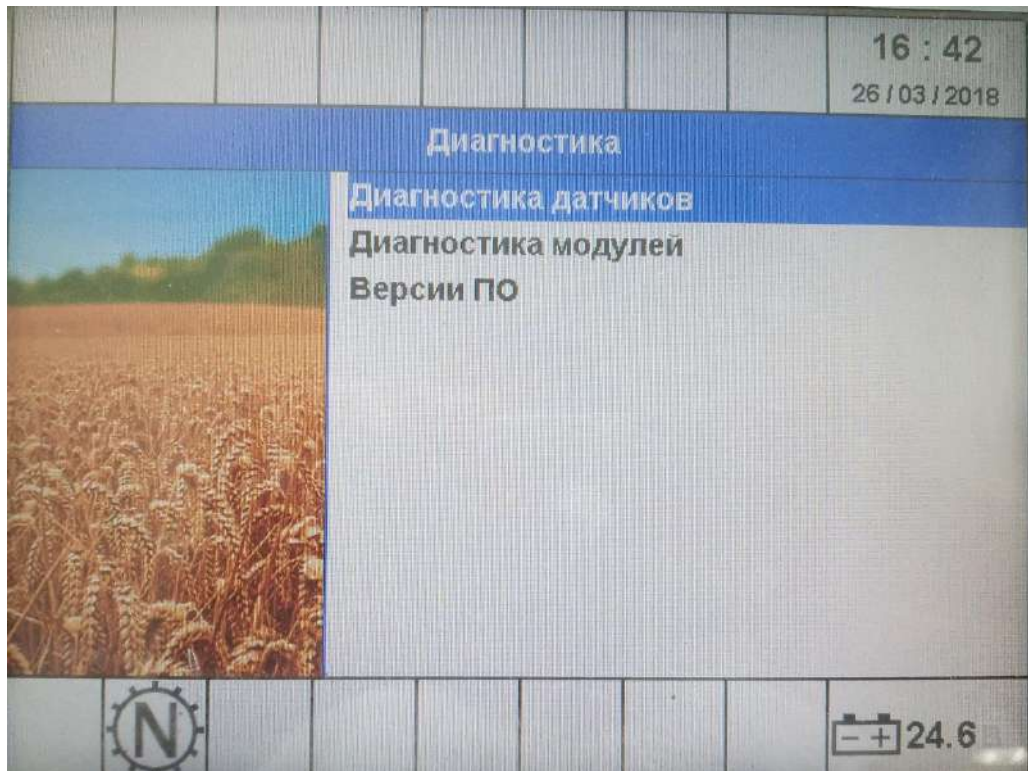 16 : 42
26 / 03 / 2018
Диагностика
Диагностика датчиков
Диагностика модулей
Версии ПО
N
- + 24.6